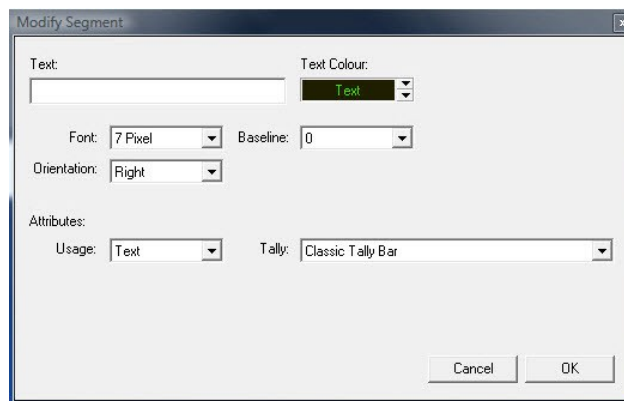 Modify Segment
Text: Text Colour:
Text
Font: 7 Pixel Baseline: 0
Orientation: Right
Attributes:
Usage: Text Tally: Classic Tally Bar
Cancel OK